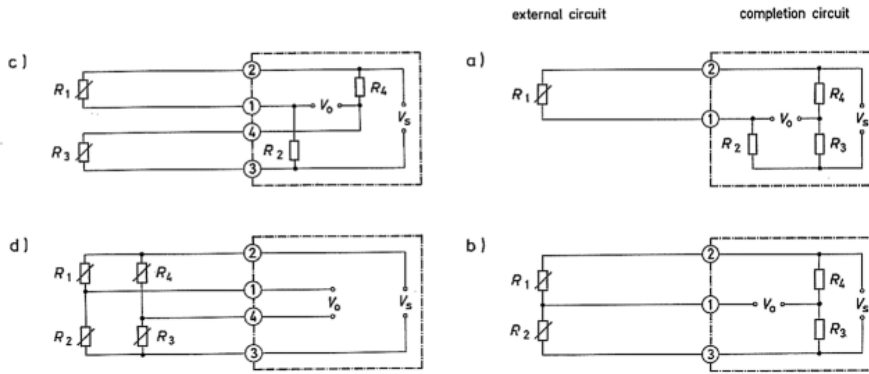 external circuit completion circuit
c)
2
R1
R4
1
Vo
Vs
4
R3
R2
3
a)
2
R1
R4
1
Vo
Vs
R2
R3
d)
2
R1
R4
1
Vo
Vs
4
R2
R3
3
b)
2
R1
R4
1
Vo
Vs
R2
R3
3